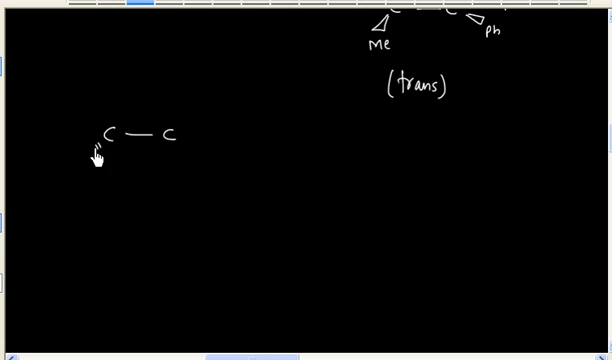 C — C
Me
Ph
(trans)
C — C